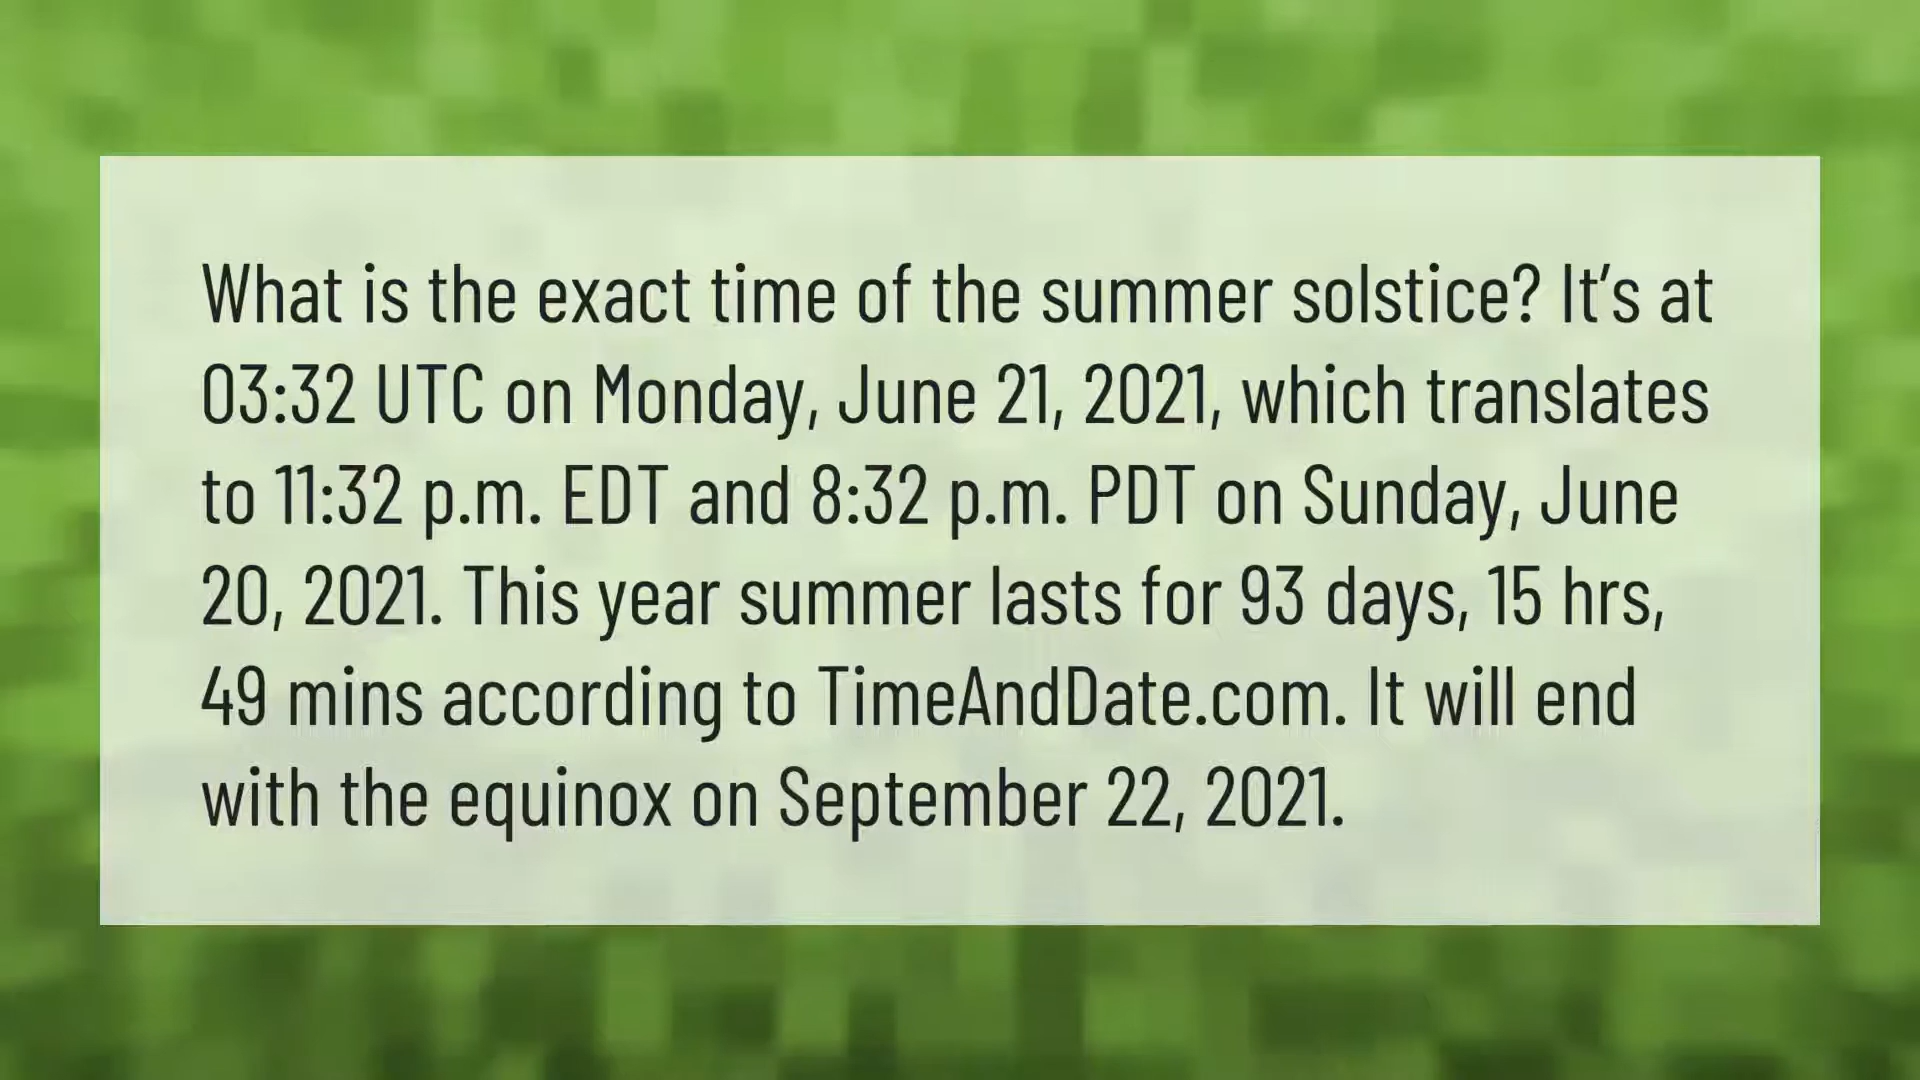 What is the exact time of the summer solstice? It’s at
03:32 UTC on Monday, June 21, 2021, which translates
to 11:32 p.m. EDT and 8:32 p.m. PDT on Sunday, June
20, 2021. This year summer lasts for 93 days, 15 hrs,
49 mins according to TimeAndDate.com. It will end
with the equinox on September 22, 2021.